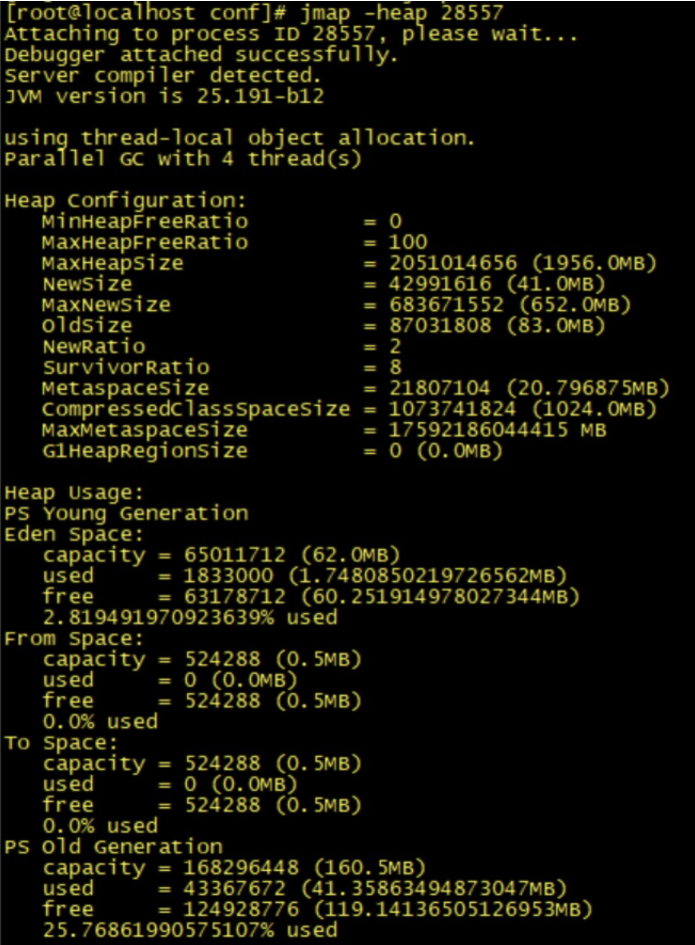 [root@localhost conf]# jmap -heap 28557
Attaching to process ID 28557, please wait...
Debugger attached successfully.
Server compiler detected.
JVM version is 25.191-b12
using thread-local object allocation.
Parallel GC with 4 thread(s)
Heap Configuration:
MinHeapFreeRatio = 0
MaxHeapFreeRatio = 100
MaxHeapSize = 2051014656 (1956.0MB)
NewSize = 42991616 (41.0MB)
MaxNewSize = 683671552 (652.0MB)
OldSize = 87031808 (83.0MB)
NewRatio = 2
SurvivorRatio = 8
MetaspaceSize = 21807104 (20.796875MB)
CompressedClassSpaceSize = 1073741824 (1024.0MB)
MaxMetaspaceSize = 17592186044415 MB
G1HeapRegionSize = 0 (0.0MB)
Heap Usage:
PS Young Generation
Eden Space:
capacity = 65011712 (62.0MB)
used = 1833000 (1.7480850219726562MB)
free = 63178712 (60.251914978027344MB)
2.819491970923639% used
From Space:
capacity = 524288 (0.5MB)
used = 0 (0.0MB)
free = 524288 (0.5MB)
0.0% used
To Space:
capacity = 524288 (0.5MB)
used = 0 (0.0MB)
free = 524288 (0.5MB)
0.0% used
PS Old Generation
capacity = 168296448 (160.5MB)
used = 43367672 (41.35863494873047MB)
free = 124928776 (119.14136505126953MB)
25.76861990575107% used